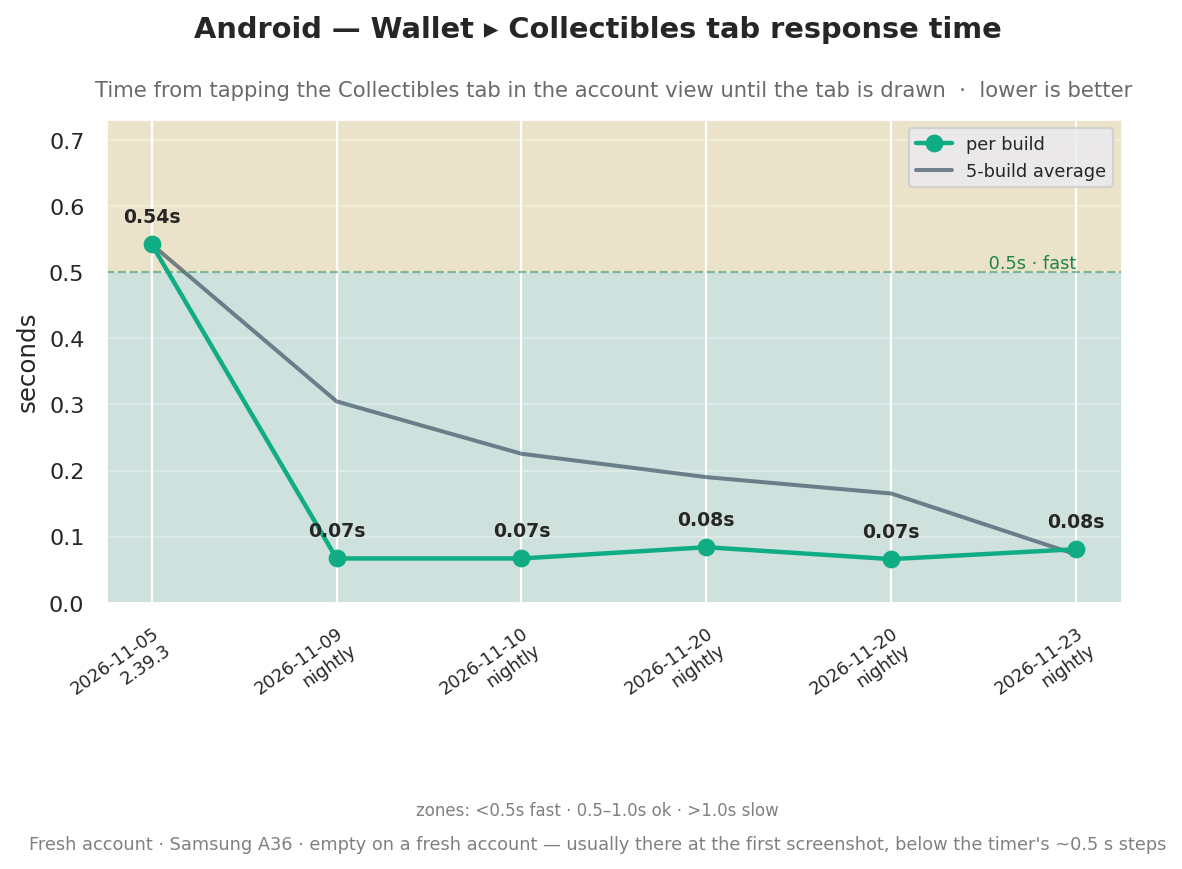 Android — Wallet ▸ Collectibles tab response time
Time from tapping the Collectibles tab in the account view until the tab is drawn · lower is better
per build
5-build average
0.7
0.6
0.5
0.4
0.3
0.2
0.1
0.0
seconds
0.54s
0.07s
0.07s
0.08s
0.07s
0.08s
0.5s · fast
2026-11-05
2.39.3
2026-11-09
nightly
2026-11-10
nightly
2026-11-20
nightly
2026-11-20
nightly
2026-11-23
nightly
zones: <0.5s fast · 0.5–1.0s ok · >1.0s slow
Fresh account · Samsung A36 · empty on a fresh account — usually there at the first screenshot, below the timer's ~0.5 s steps